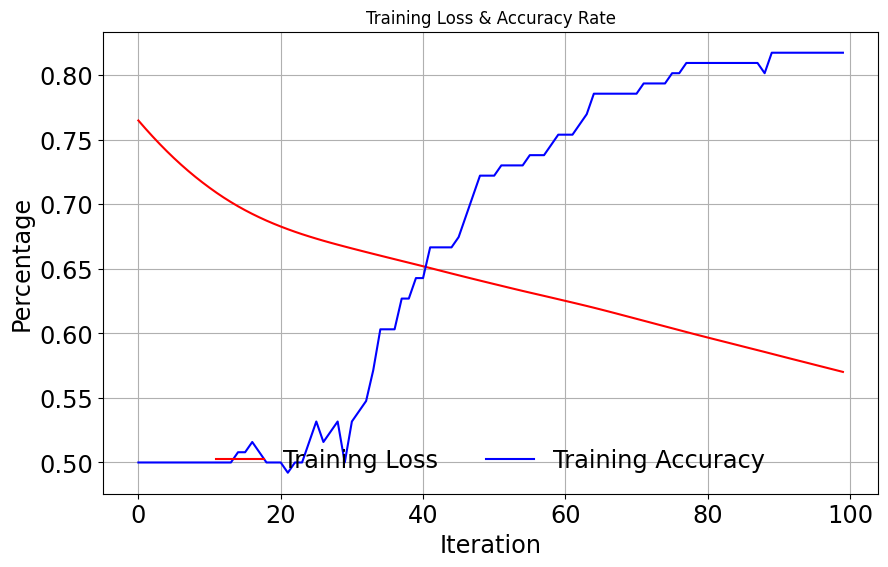 Training Loss & Accuracy Rate
0.80
0.75
0.70
0.65
0.60
0.55
0.50
Percentage
Training Loss
Training Accuracy
0 20 40 60 80 100
Iteration